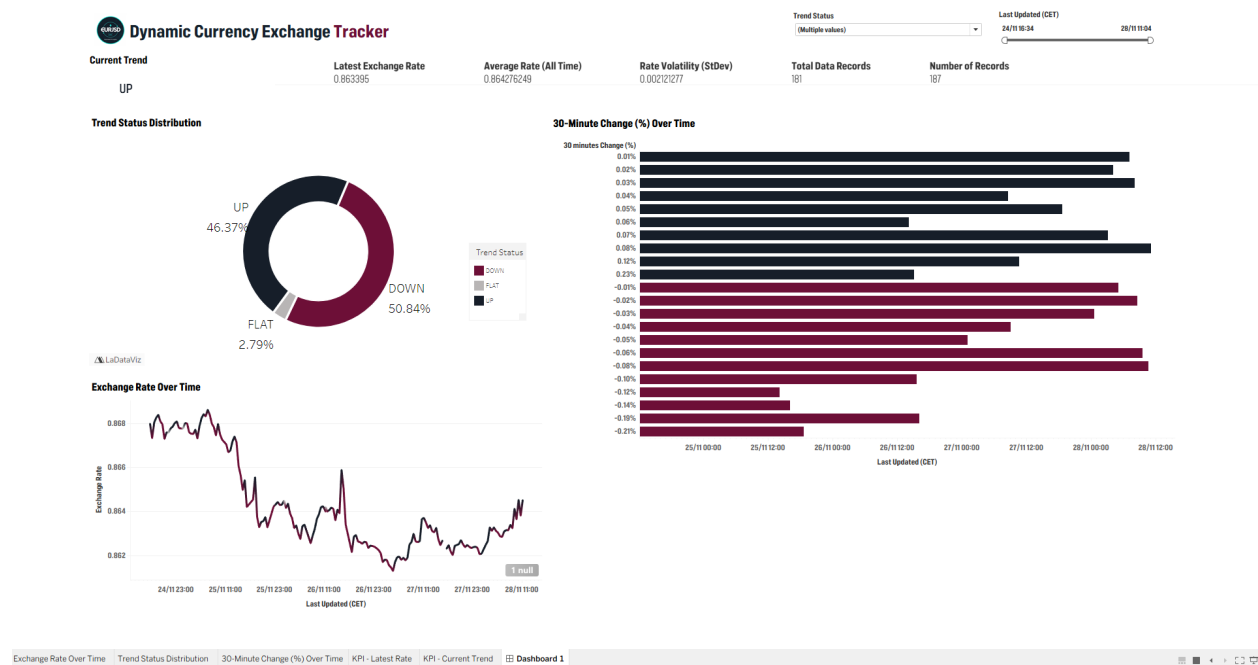 EURUSD
Dynamic Currency Exchange Tracker
Trend Status
(Multiple values)
Last Updated (CET)
24/11 16:34
28/11 11:04
Current Trend
UP
Latest Exchange Rate
0.863395
Average Rate (All Time)
0.864276249
Rate Volatility (StDev)
0.002121277
Total Data Records
181
Number of Records
187
Trend Status Distribution
UP
46.37%
DOWN
50.84%
FLAT
2.79%
Trend Status
DOWN
FLAT
UP
LaDataViz
30-Minute Change (%) Over Time
30 minutes Change (%)
0.01%
0.02%
0.03%
0.04%
0.05%
0.06%
0.07%
0.08%
0.12%
0.23%
-0.01%
-0.02%
-0.03%
-0.04%
-0.05%
-0.06%
-0.08%
-0.10%
-0.12%
-0.14%
-0.19%
-0.21%
25/11 00:00
25/11 12:00
26/11 00:00
26/11 12:00
27/11 00:00
27/11 12:00
28/11 00:00
28/11 12:00
Last Updated (CET)
Exchange Rate Over Time
Exchange Rate
0.868
0.866
0.864
0.862
1 null
24/11 23:00
25/11 11:00
25/11 23:00
26/11 11:00
26/11 23:00
27/11 11:00
27/11 23:00
28/11 11:00
Last Updated (CET)
Exchange Rate Over Time
Trend Status Distribution
30-Minute Change (%) Over Time
KPI - Latest Rate
KPI - Current Trend
Dashboard 1